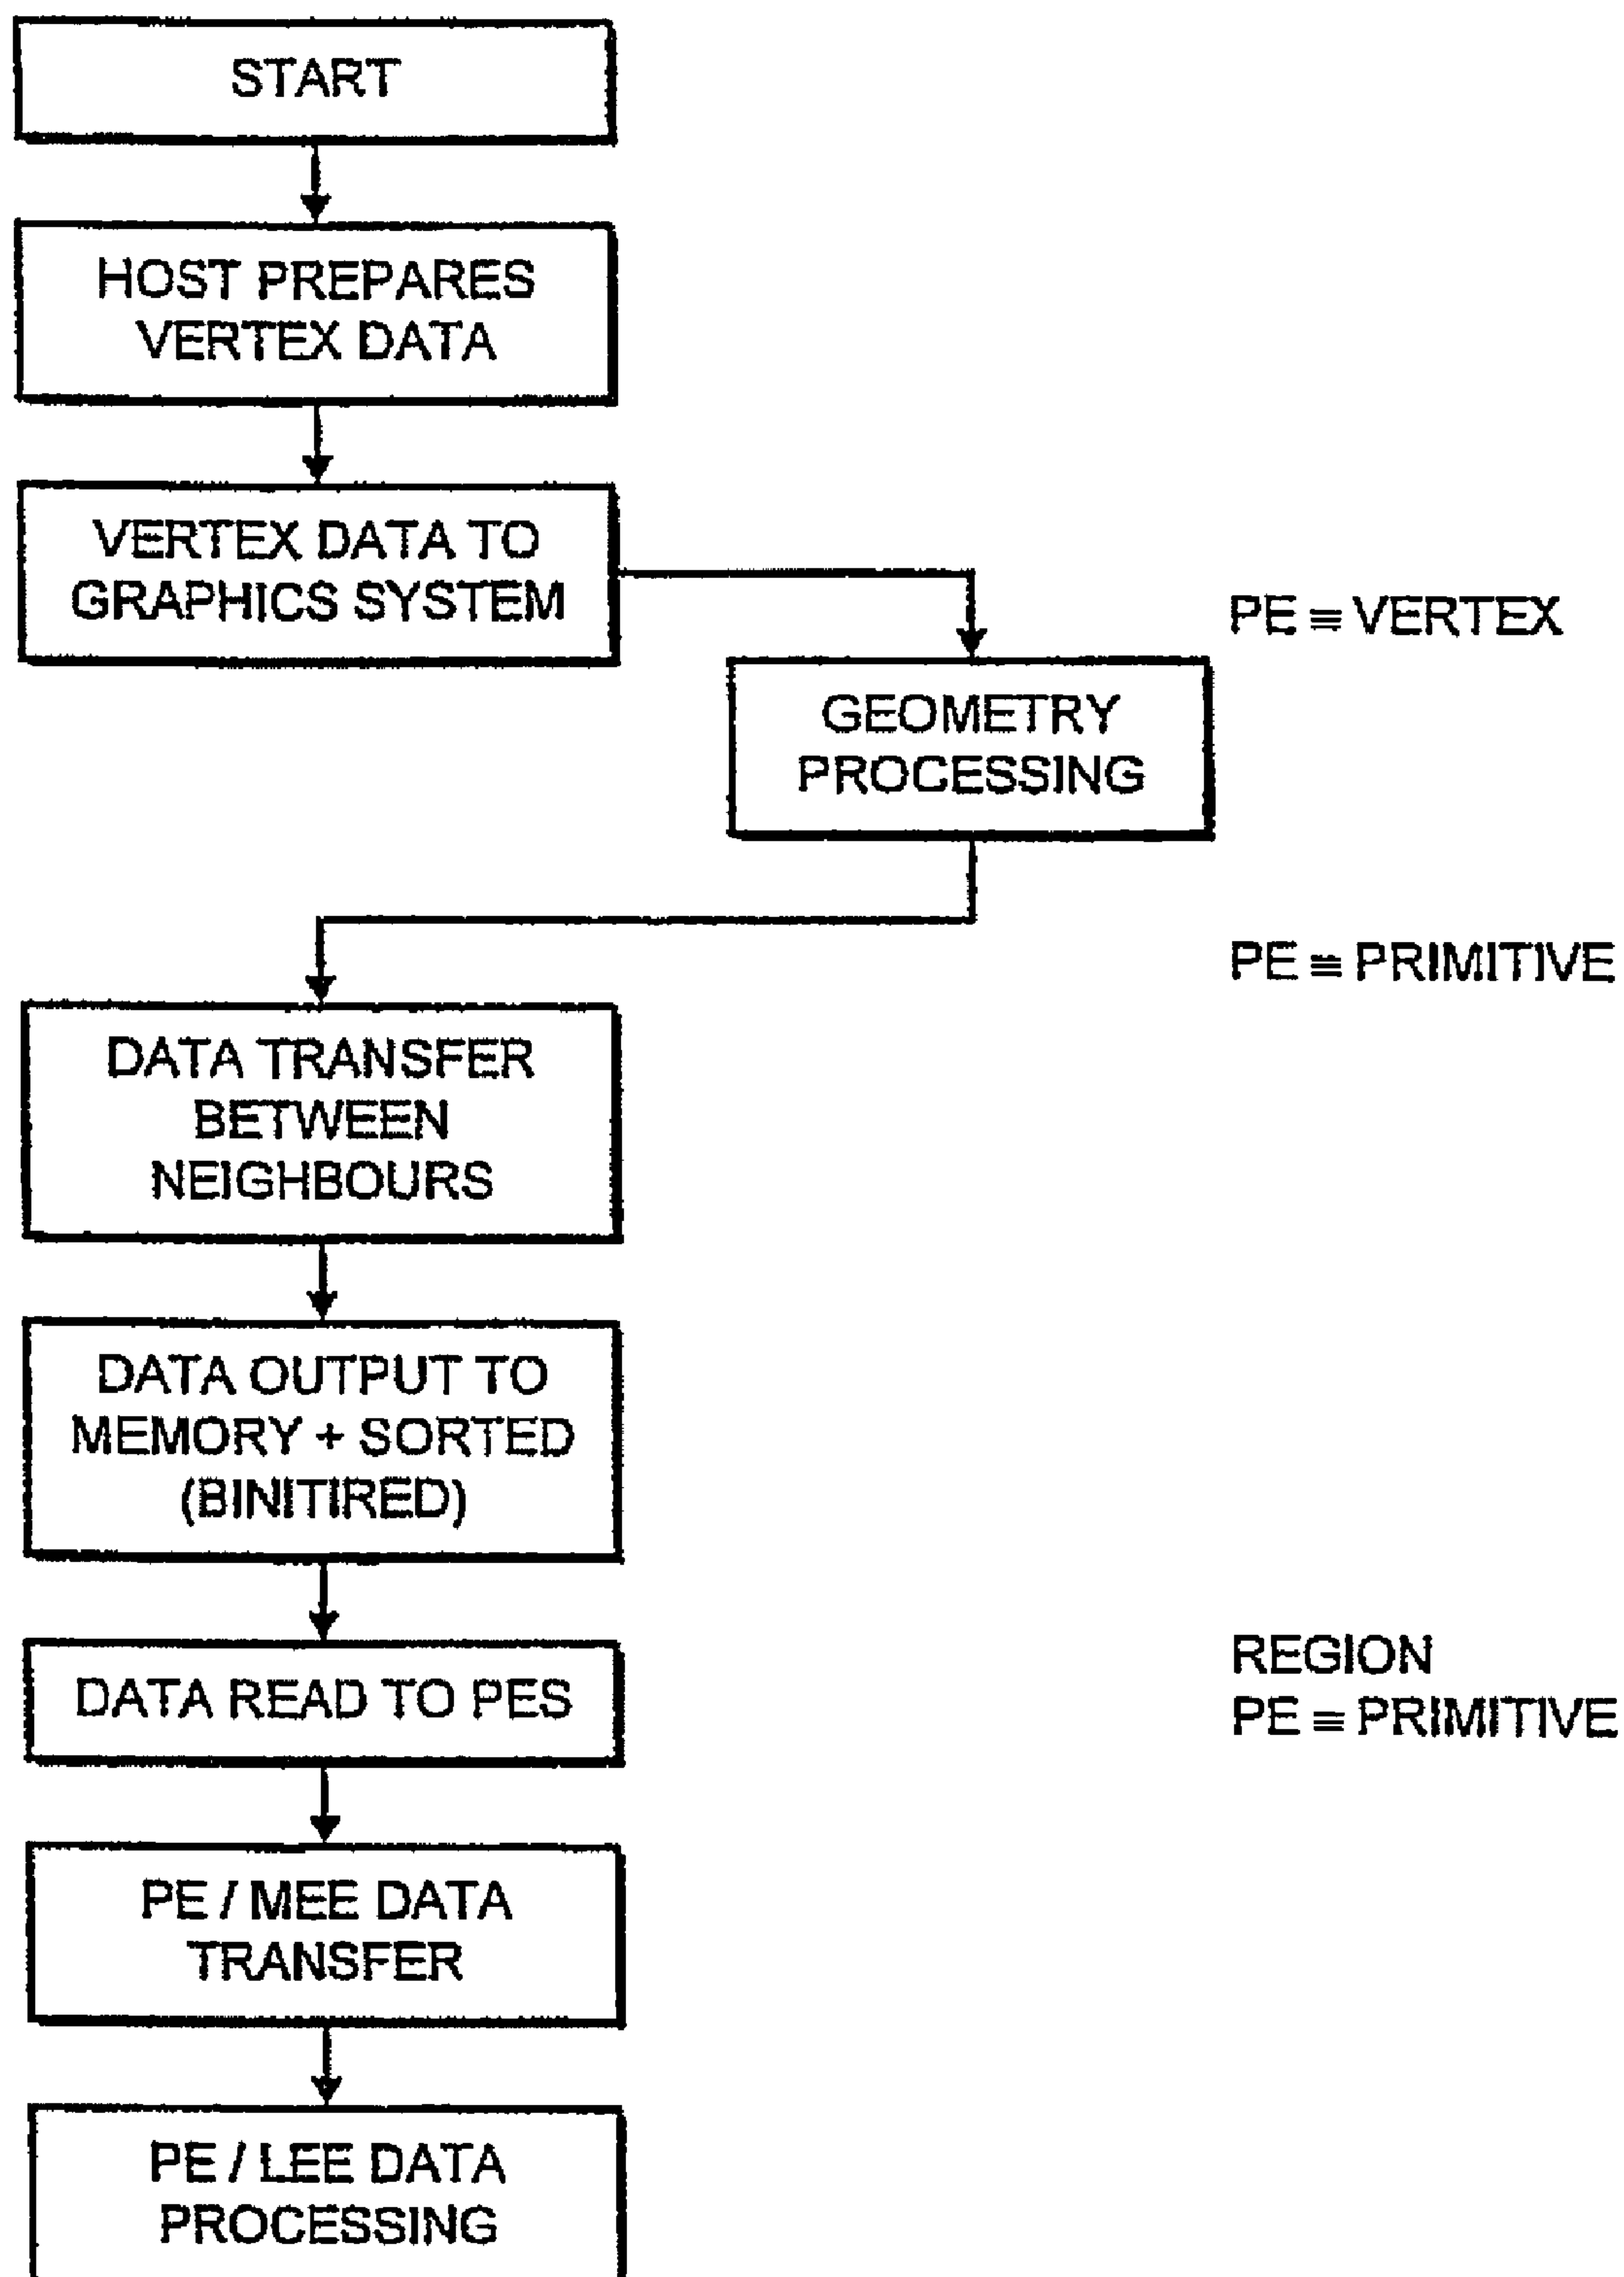 START
HOST PREPARES
VERTEX DATA
VERTEX DATA TO
GRAPHICS SYSTEM
PE ≡ VERTEX
GEOMETRY
PROCESSING
PE ≡ PRIMITIVE
DATA TRANSFER
BETWEEN
NEIGHBOURS
DATA OUTPUT TO
MEMORY + SORTED
(BINITIRED)
DATA READ TO PES
REGION
PE ≡ PRIMITIVE
PE / MEE DATA
TRANSFER
PE / LEE DATA
PROCESSING